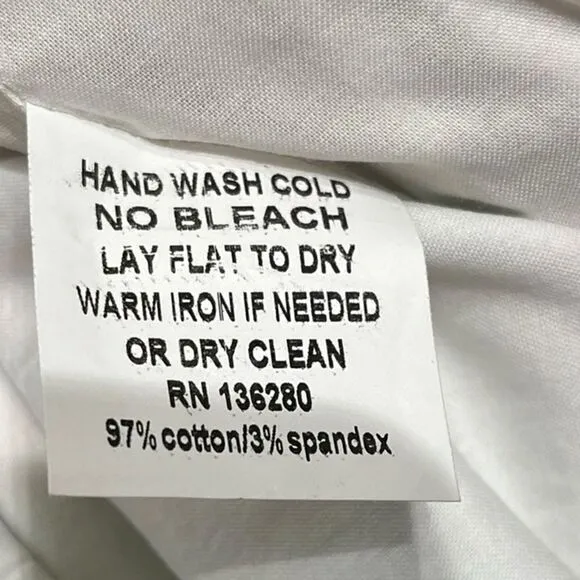 HAND WASH COLD
NO BLEACH
LAY FLAT TO DRY
WARM IRON IF NEEDED
OR DRY CLEAN
RN 136280
97% cotton/3% spandex